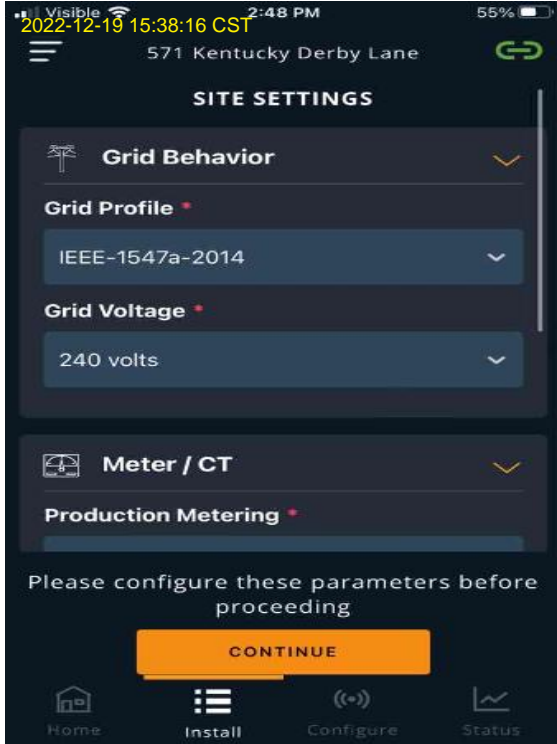 Visible 2:48 PM 55%
2022-12-19 15:38:16 CST
571 Kentucky Derby Lane
SITE SETTINGS
Grid Behavior
Grid Profile *
IEEE-1547a-2014
Grid Voltage *
240 volts
Meter / CT
Production Metering *
Please configure these parameters before
proceeding
CONTINUE
Home Install Configure Status